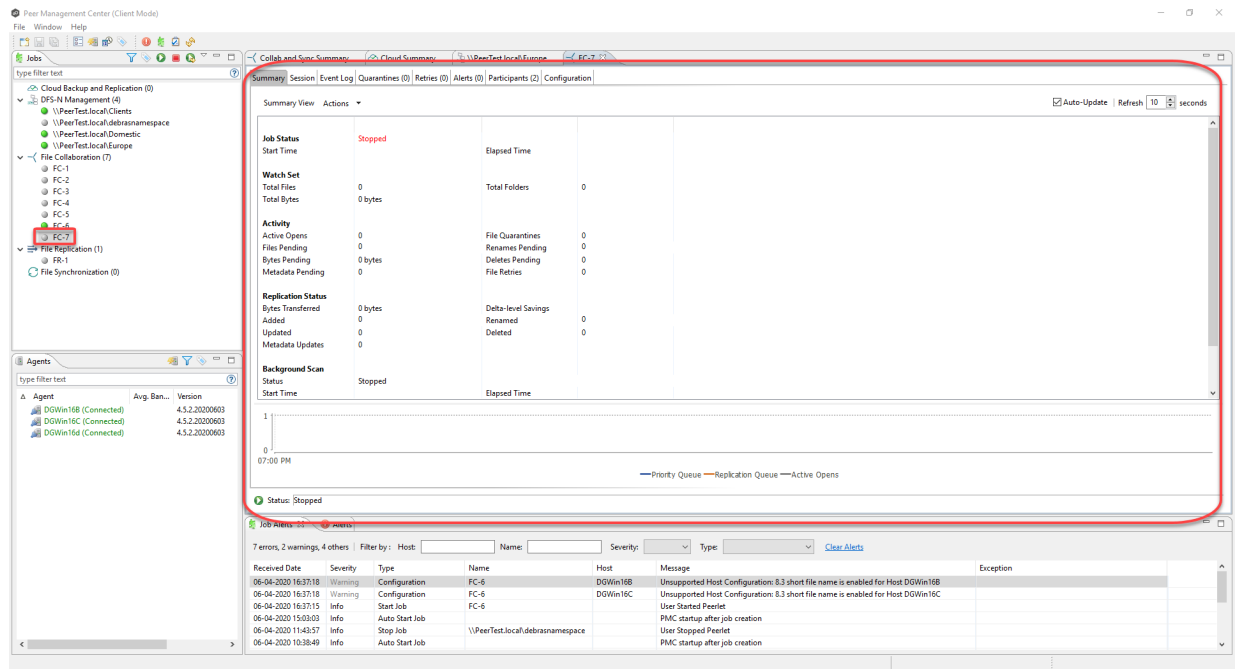 Peer Management Center (Client Mode)
File Window Help
Jobs
type filter text
Cloud Backup and Replication (0)
DFS-N Management (4)
\\PeerTest.local\Clients
\\PeerTest.local\debrasnamespace
\\PeerTest.local\Domestic
\\PeerTest.local\Europe
File Collaboration (7)
FC-1
FC-2
FC-3
FC-4
FC-5
FC-6
FC-7
File Replication (1)
FR-1
File Synchronization (0)
Agents
type filter text
Agent Avg. Ban... Version
DGWin16B (Connected) 4.5.2.20200603
DGWin16C (Connected) 4.5.2.20200603
DGWin16d (Connected) 4.5.2.20200603
Collab and Sync Summary Cloud Summary \\PeerTest.local\Europe FC-7
Summary Session Event Log Quarantines (0) Retries (0) Alerts (0) Participants (2) Configuration
Summary View Actions Auto-Update Refresh 10 seconds
Job Status Stopped
Start Time Elapsed Time
Watch Set
Total Files 0 Total Folders 0
Total Bytes 0 bytes
Activity
Active Opens 0 File Quarantines 0
Files Pending 0 Renames Pending 0
Bytes Pending 0 bytes Deletes Pending 0
Metadata Pending 0 File Retries 0
Replication Status
Bytes Transferred 0 bytes Delta-level Savings
Added 0 Renamed 0
Updated 0 Deleted 0
Metadata Updates 0
Background Scan
Status Stopped
Start Time Elapsed Time
1
0
07:00 PM
Priority Queue Replication Queue Active Opens
Status: Stopped
Job Alerts Alerts
7 errors, 2 warnings, 4 others Filter by : Host: Name: Severity: Type: Clear Alerts
Received Date Severity Type Name Host Message Exception
06-04-2020 16:37:18 Warning Configuration FC-6 DGWin16B Unsupported Host Configuration: 8.3 short file name is enabled for Host DGWin16B
06-04-2020 16:37:18 Warning Configuration FC-6 DGWin16C Unsupported Host Configuration: 8.3 short file name is enabled for Host DGWin16C
06-04-2020 16:37:15 Info Start Job FC-6 User Started Peerlet
06-04-2020 15:03:03 Info Auto Start Job PMC startup after job creation
06-04-2020 11:43:57 Info Stop Job \\PeerTest.local\debrasnamespace User Stopped Peerlet
06-04-2020 10:38:49 Info Auto Start Job PMC startup after job creation